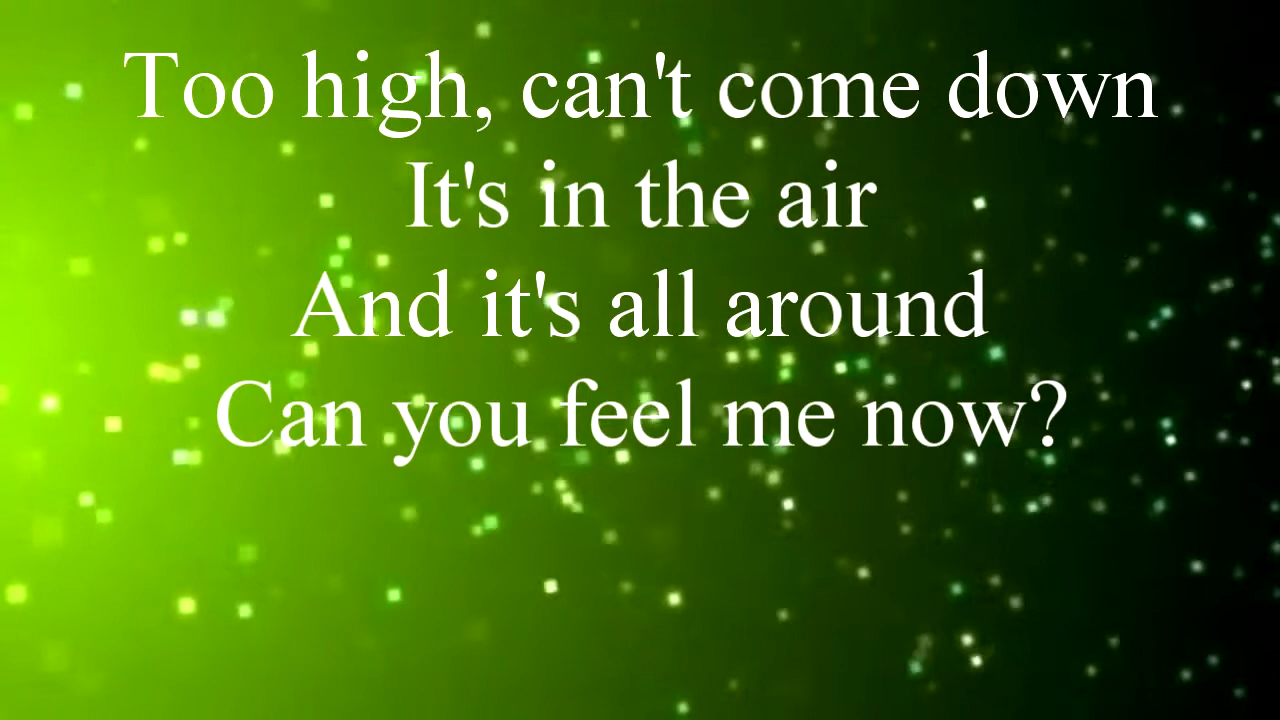 Too high, can't come down
It's in the air
And it's all around
Can you feel me now?